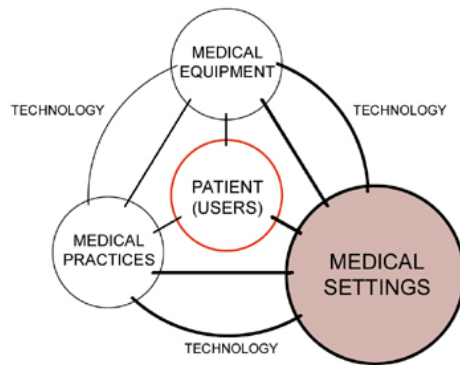 MEDICAL
EQUIPMENT
TECHNOLOGY
TECHNOLOGY
PATIENT
(USERS)
MEDICAL
PRACTICES
MEDICAL
SETTINGS
TECHNOLOGY